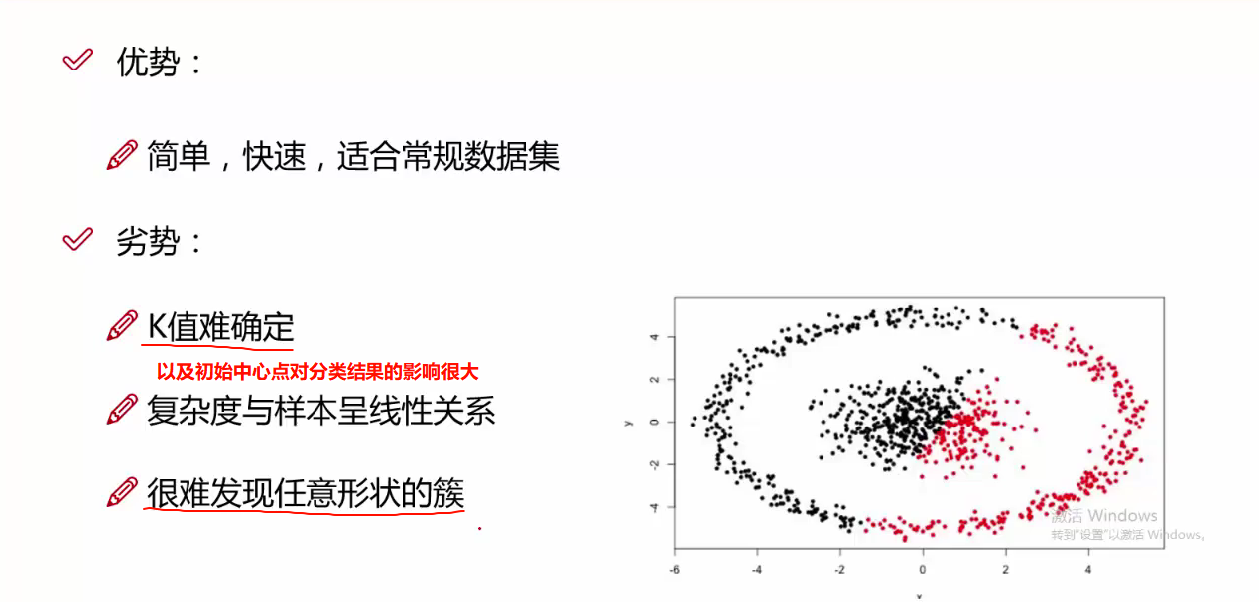 优势：
简单，快速，适合常规数据集
劣势：
K值难确定
以及初始中心点对分类结果的影响很大
复杂度与样本呈线性关系
很难发现任意形状的簇
4
2
y
0
-2
-4
激活 Windows
转到"设置"以激活 Windows。
-6 -4 -2 0 2 4
x